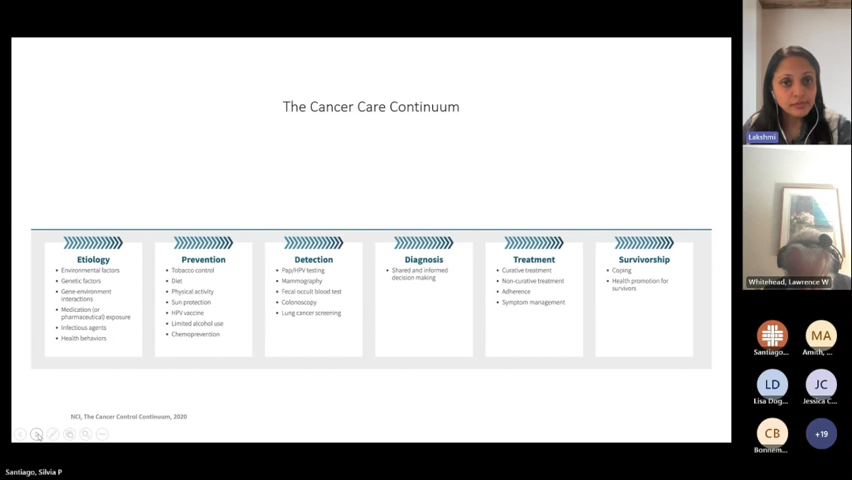 The Cancer Care Continuum
Etiology
• Environmental factors
• Genetic factors
• Gene-environment
interactions
• Medication (or
pharmaceutical) exposure
• Infectious agents
• Health behaviors
Prevention
• Tobacco control
• Diet
• Physical activity
• Sun protection
• HPV vaccine
• Limited alcohol use
• Chemoprevention
Detection
• Pap/HPV testing
• Mammography
• Fecal occult blood test
• Colonoscopy
• Lung cancer screening
Diagnosis
• Shared and informed
decision making
Treatment
• Curative treatment
• Non-curative treatment
• Adherence
• Symptom management
Survivorship
• Coping
• Health promotion for
survivors
NCI, The Cancer Control Continuum, 2020
Santiago, Silvia P
Lakshmi
Whitehead, Lawrence W
Santiago...
MA
Amith, ...
LD
Lisa Dog...
JC
Jessica C...
CB
Bonnem...
+19